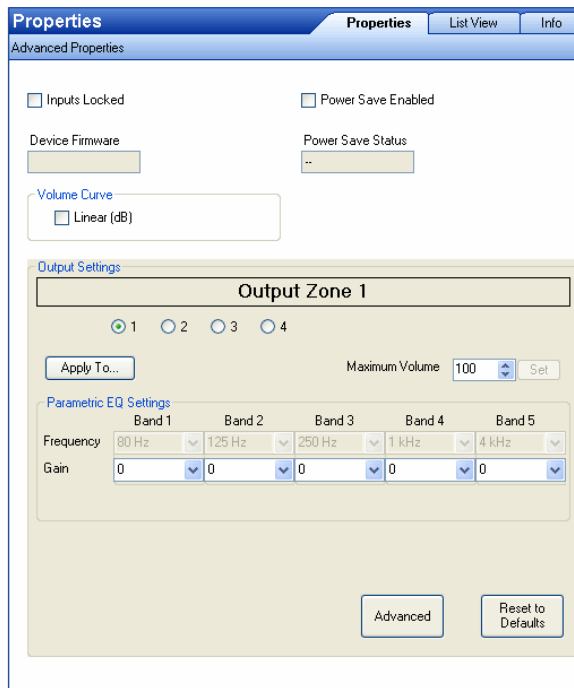 Properties Properties List View Info
Advanced Properties
Inputs Locked Power Save Enabled
Device Firmware Power Save Status
--
Volume Curve
Linear (dB)
Output Settings
Output Zone 1
1 2 3 4
Apply To... Maximum Volume 100 Set
Parametric EQ Settings
Band 1 Band 2 Band 3 Band 4 Band 5
Frequency 80 Hz 125 Hz 250 Hz 1 kHz 4 kHz
Gain 0 0 0 0 0
Advanced Reset to
Defaults